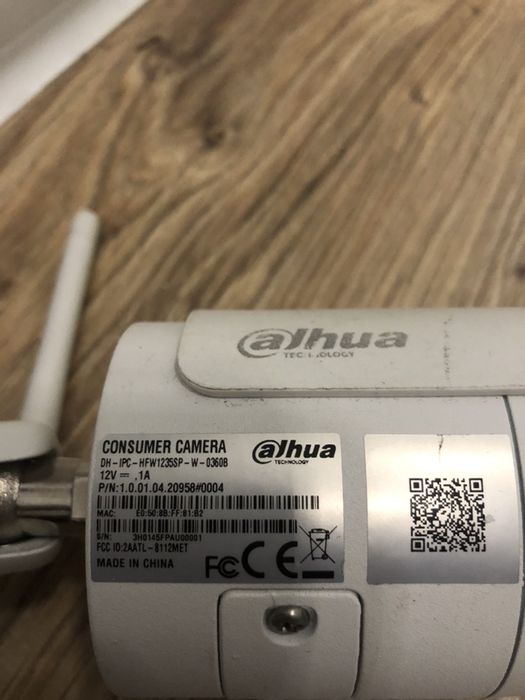 alhua
TECHNOLOGY
CONSUMER CAMERA
alhua
TECHNOLOGY
DH-IPC-HFW1235SP-W-0360B
12V ⎓ ,1A
P/N:1.0.01.04.20958#0004
MAC: E0:50:8B:FF:81:B2
S/N: 3H0145FPAU00001
FCC ID:2AATL-8112MET
MADE IN CHINA
FC CE